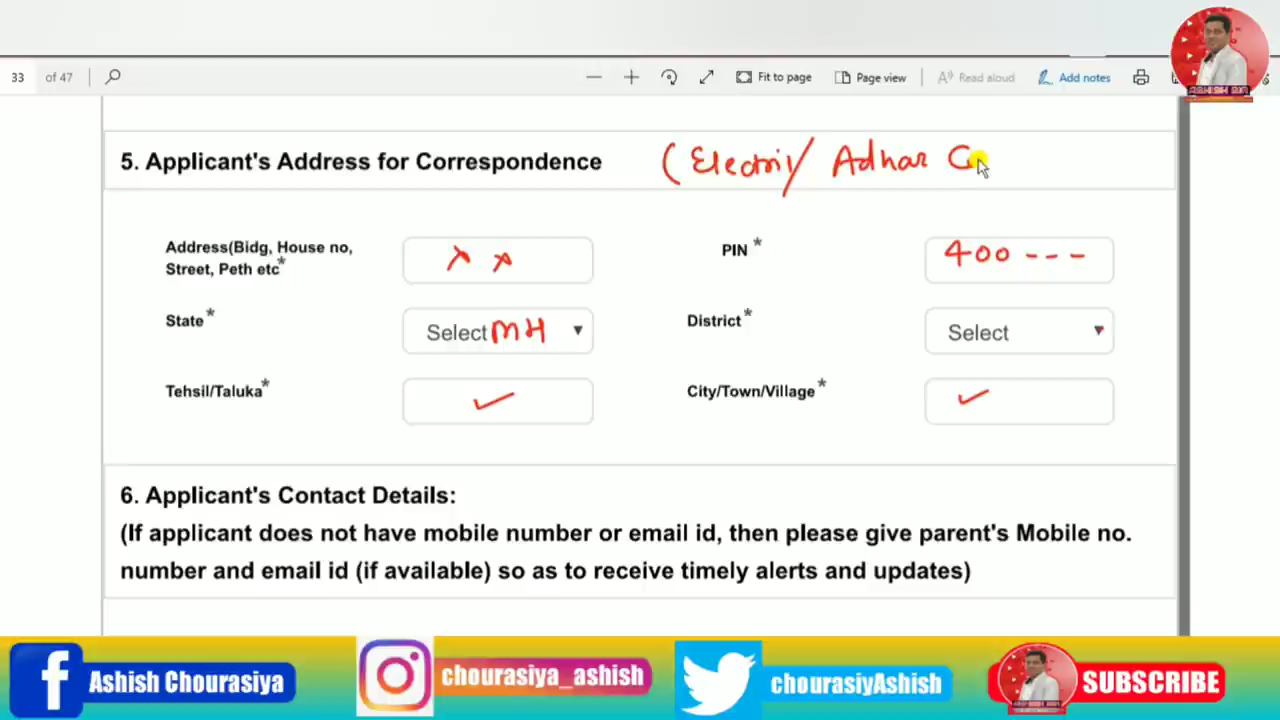 33 of 47 Fit to page Page view Read aloud Add notes
ASHISH SIR
5. Applicant's Address for Correspondence (Electri/ Adhar C
Address(Bidg, House no, Street, Peth etc* x x PIN * 400 ---
State* Select MH District* Select
Tehsil/Taluka* ✓ City/Town/Village* ✓
6. Applicant's Contact Details:
(If applicant does not have mobile number or email id, then please give parent's Mobile no.
number and email id (if available) so as to receive timely alerts and updates)
Ashish Chourasiya chourasiya_ashish chourasiyAshish SUBSCRIBE